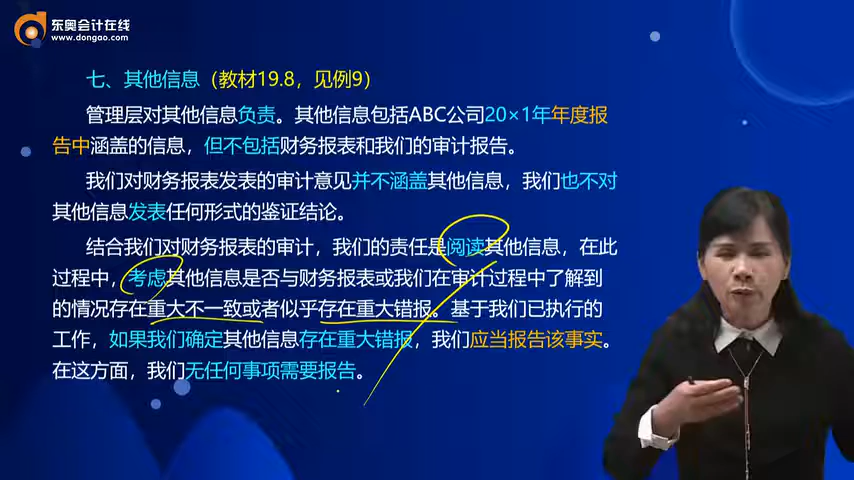 东奥会计在线
www.dongao.com
七、其他信息（教材19.8，见例9）
管理层对其他信息负责。其他信息包括ABC公司20×1年年度报
告中涵盖的信息，但不包括财务报表和我们的审计报告。
我们对财务报表发表的审计意见并不涵盖其他信息，我们也不对
其他信息发表任何形式的鉴证结论。
结合我们对财务报表的审计，我们的责任是阅读其他信息，在此
过程中，考虑其他信息是否与财务报表或我们在审计过程中了解到
的情况存在重大不一致或者似乎存在重大错报。基于我们已执行的
工作，如果我们确定其他信息存在重大错报，我们应当报告该事实。
在这方面，我们无任何事项需要报告。